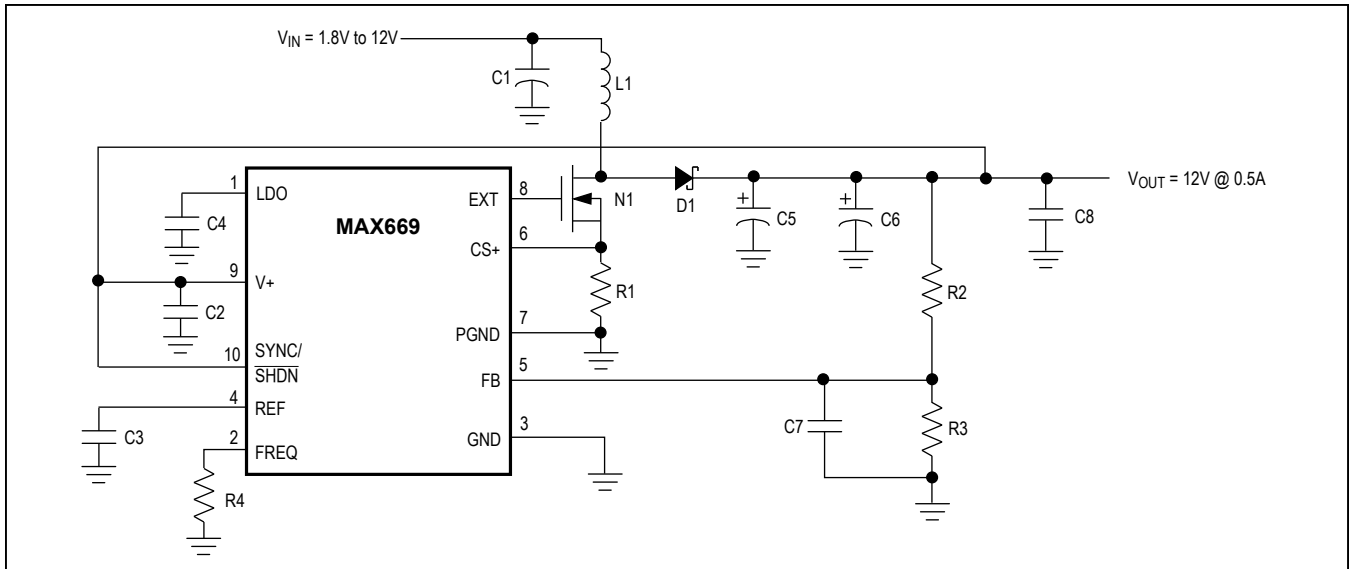 VIN = 1.8V to 12V
C1
L1
1
LDO
C4
MAX669
EXT
8
N1
D1
C5
C6
C8
VOUT = 12V @ 0.5A
CS+
6
R1
R2
9
V+
C2
PGND
7
10
SYNC/
SHDN
FB
5
4
REF
C3
GND
3
C7
R3
2
FREQ
R4
+
+